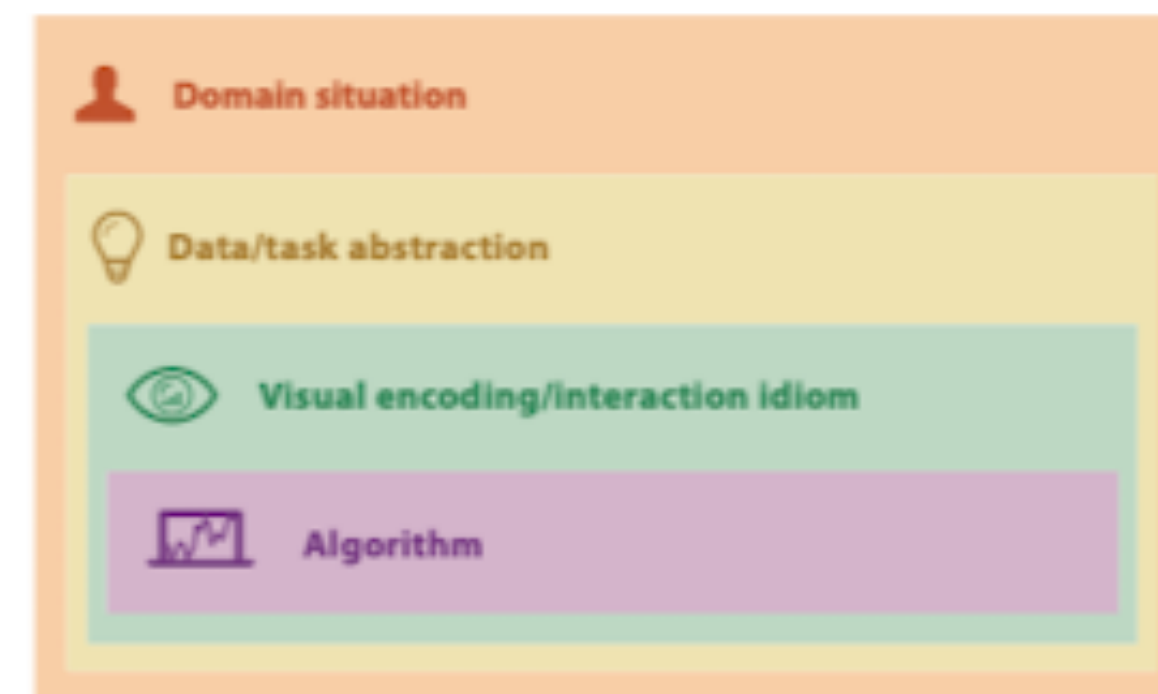 Domain situation
Data/task abstraction
Visual encoding/interaction idiom
Algorithm